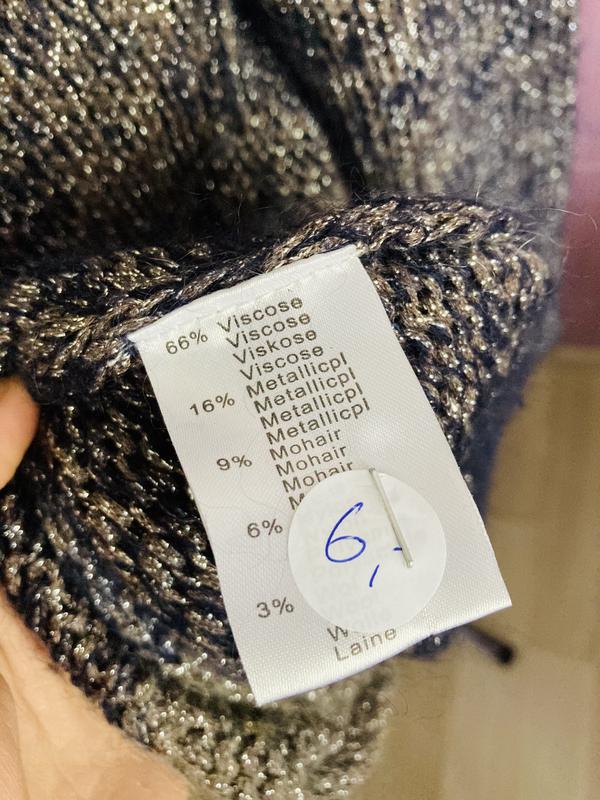 66% Viscose
Viscose
Viskose
Viscose
16% Metallicpl
Metallicpl
Metallicpl
Metallicpl
9% Mohair
Mohair
Mohair
6%
3%
Laine
6,-